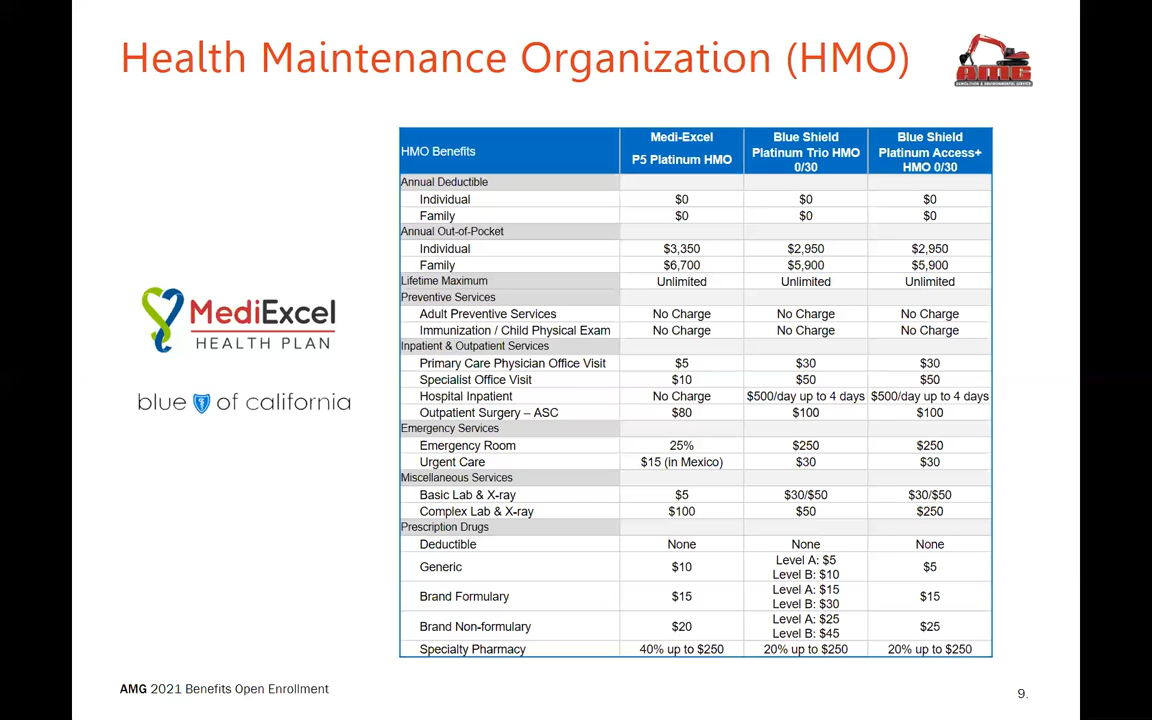 Health Maintenance Organization (HMO)
AMG
DEMOLITION & ENVIRONMENTAL SERVICE
HMO Benefits
Medi-Excel
P5 Platinum HMO
Blue Shield
Platinum Trio HMO
0/30
Blue Shield
Platinum Access+
HMO 0/30
Annual Deductible
Individual $0 $0 $0
Family $0 $0 $0
Annual Out-of-Pocket
Individual $3,350 $2,950 $2,950
Family $6,700 $5,900 $5,900
Lifetime Maximum Unlimited Unlimited Unlimited
Preventive Services
Adult Preventive Services No Charge No Charge No Charge
Immunization / Child Physical Exam No Charge No Charge No Charge
Inpatient & Outpatient Services
Primary Care Physician Office Visit $5 $30 $30
Specialist Office Visit $10 $50 $50
Hospital Inpatient No Charge $500/day up to 4 days $500/day up to 4 days
Outpatient Surgery – ASC $80 $100 $100
Emergency Services
Emergency Room 25% $250 $250
Urgent Care $15 (in Mexico) $30 $30
Miscellaneous Services
Basic Lab & X-ray $5 $30/$50 $30/$50
Complex Lab & X-ray $100 $50 $250
Prescription Drugs
Deductible None None None
Generic $10 Level A: $5 Level B: $10 $5
Brand Formulary $15 Level A: $15 Level B: $30 $15
Brand Non-formulary $20 Level A: $25 Level B: $45 $25
Specialty Pharmacy 40% up to $250 20% up to $250 20% up to $250
MediExcel
HEALTH PLAN
blue of california
AMG 2021 Benefits Open Enrollment
9.